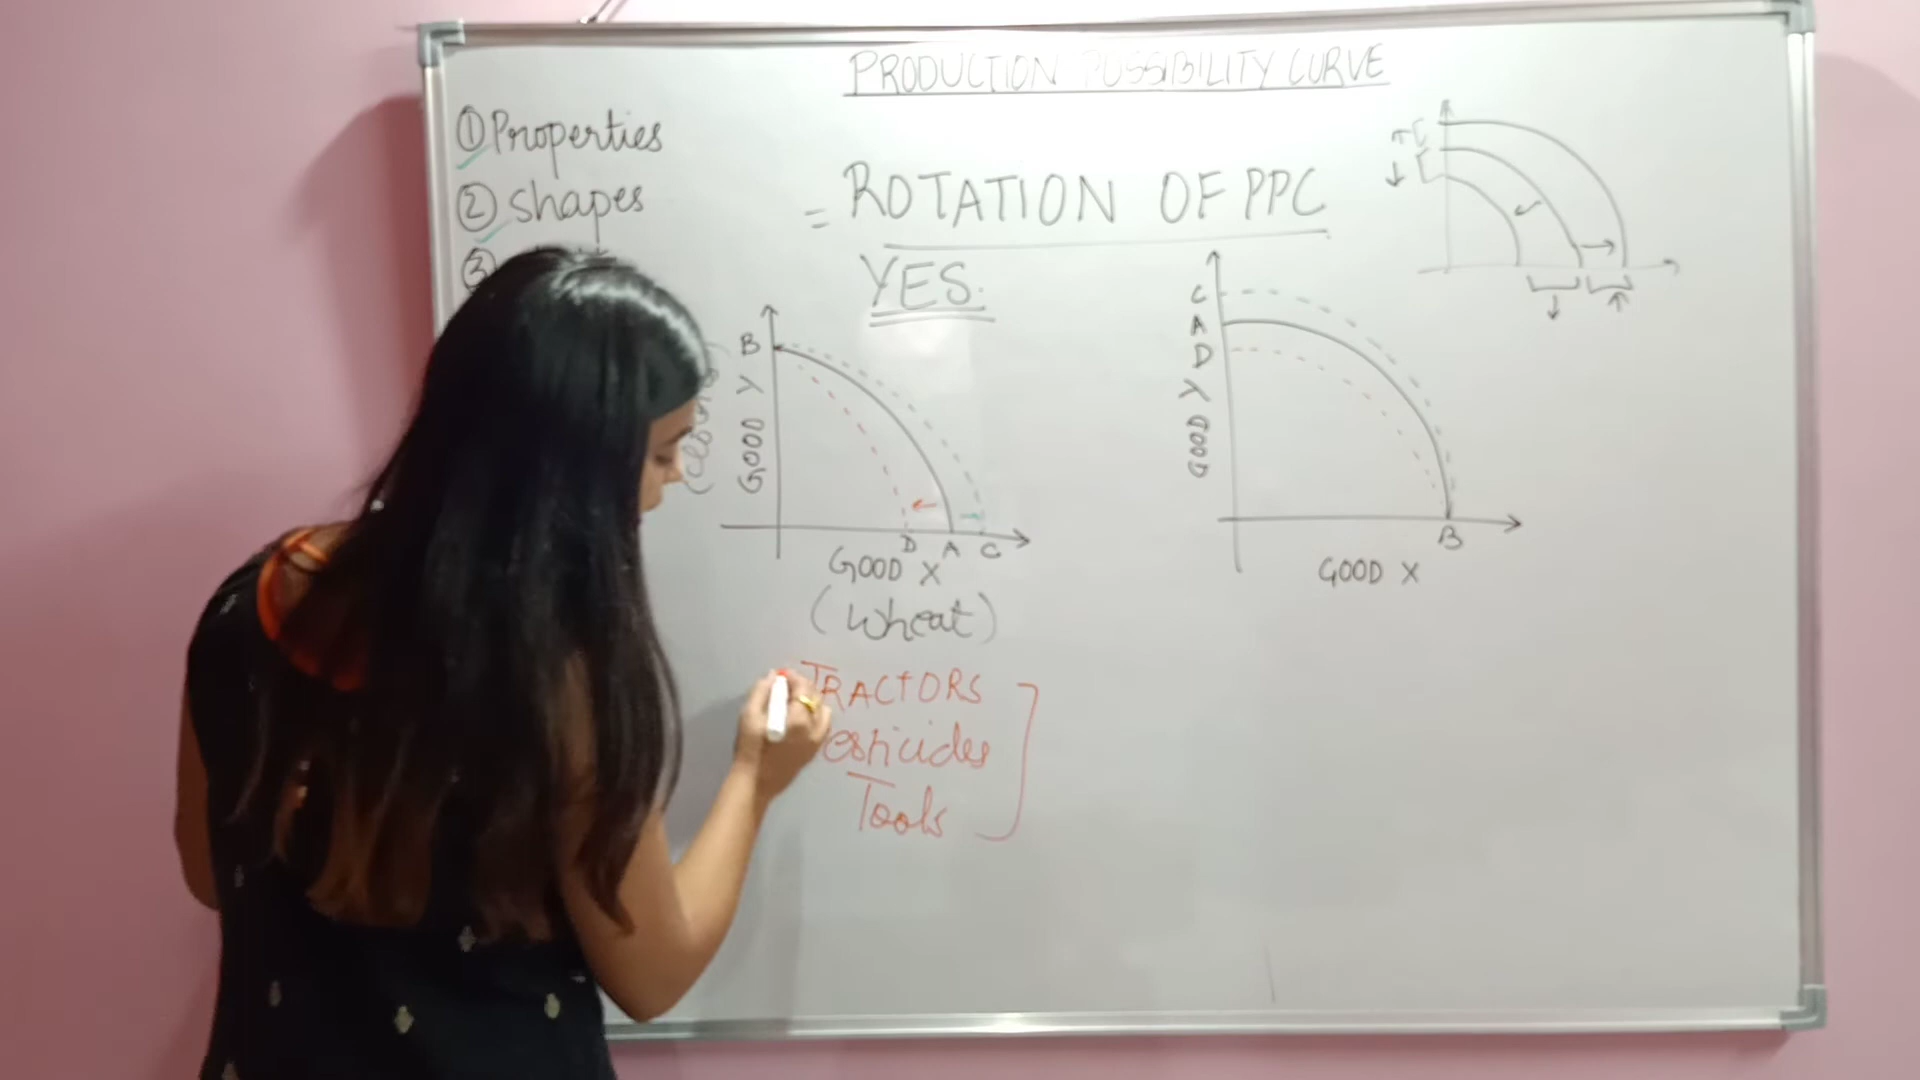 PRODUCTION POSSIBILITY CURVE
① Properties
② Shapes
③
= ROTATION OF PPC
YES.
B
GOOD Y
D A C
GOOD X
(Wheat)
TRACTORS
esticides
Tools
C
A
D
GOOD Y
B
GOOD X